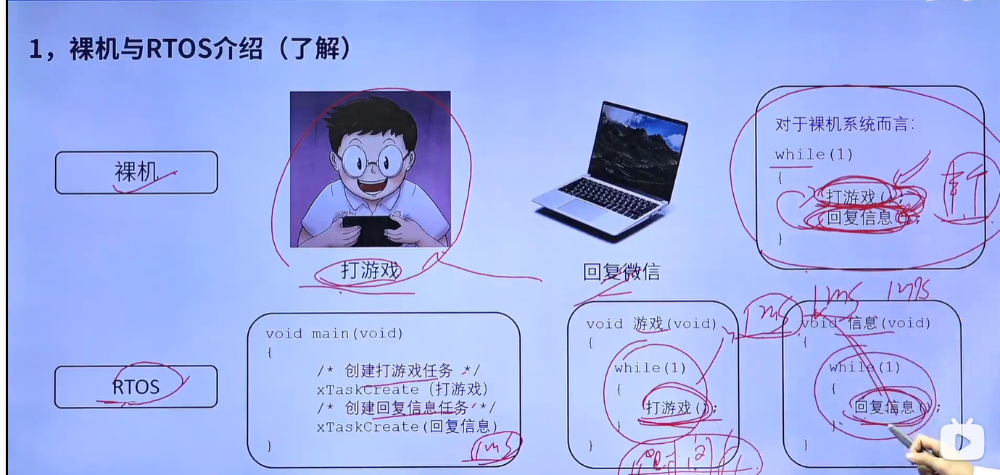 1，裸机与RTOS介绍（了解）
裸机
打游戏
回复微信
对于裸机系统而言：
while(1)
{
打游戏();
回复信息();
}
RTOS
void main(void)
{
/* 创建打游戏任务 */
xTaskCreate（打游戏）
/* 创建回复信息任务 */
xTaskCreate(回复信息)
}
1ms
void 游戏(void)
{
while(1)
{
打游戏();
}
}
1ms
1ms
1ms
void 信息(void)
{
while(1)
{
回复信息();
}
}